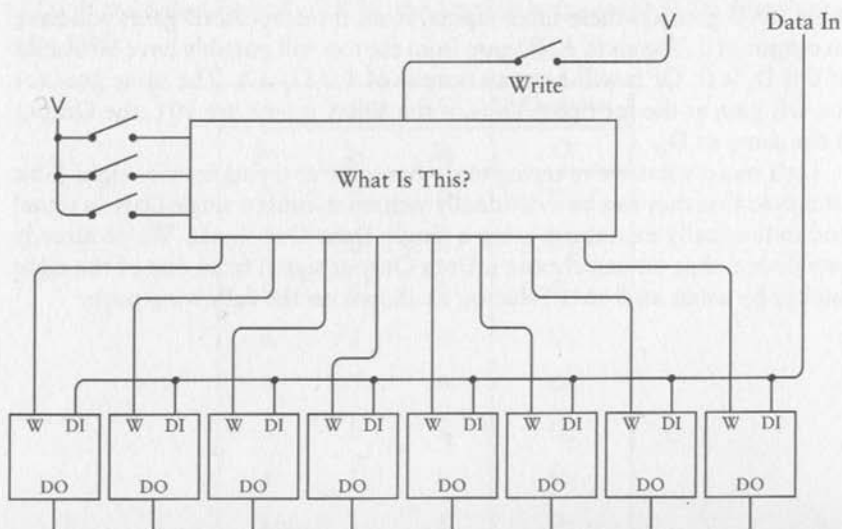 V Data In
Write
V
What Is This?
W DI W DI W DI W DI W DI W DI W DI W DI
DO DO DO DO DO DO DO DO